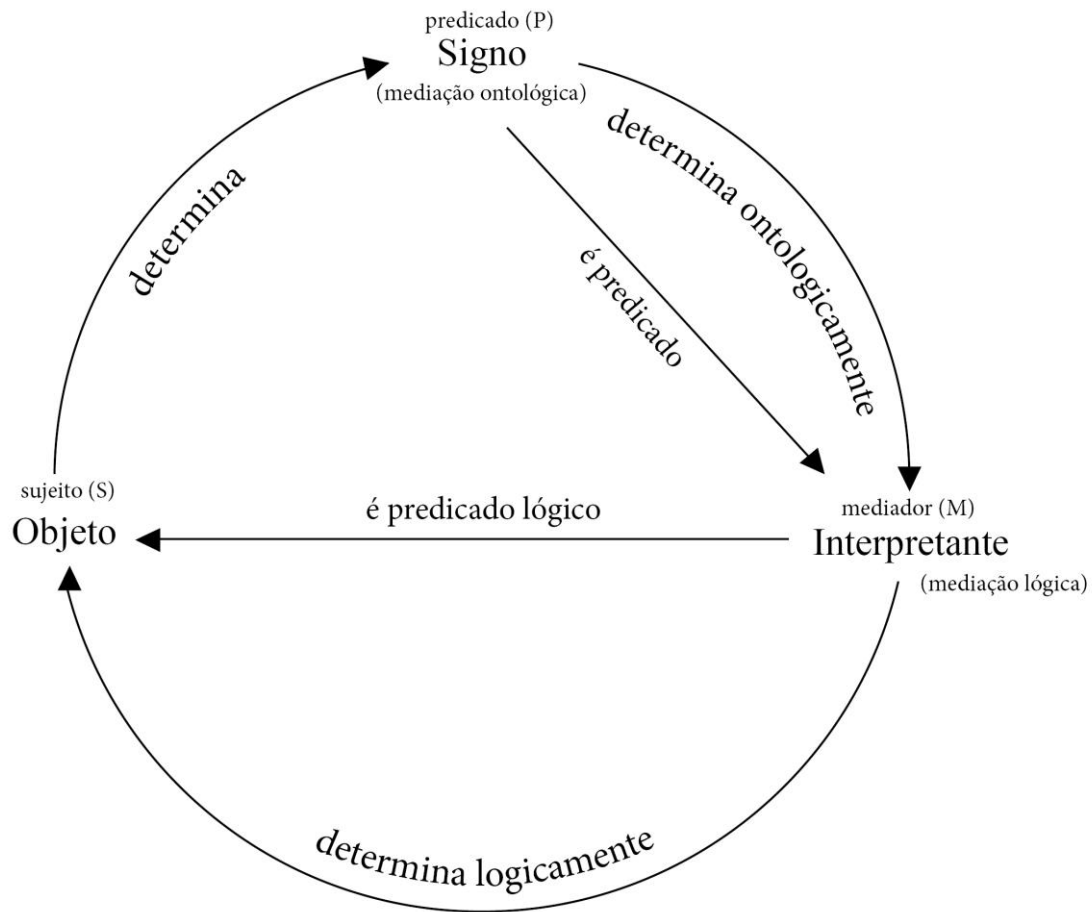 predicado (P)
Signo
(mediação ontológica)
determina
determina ontologicamente
é predicado
sujeito (S)
Objeto
é predicado lógico
mediador (M)
Interpretante
(mediação lógica)
determina logicamente